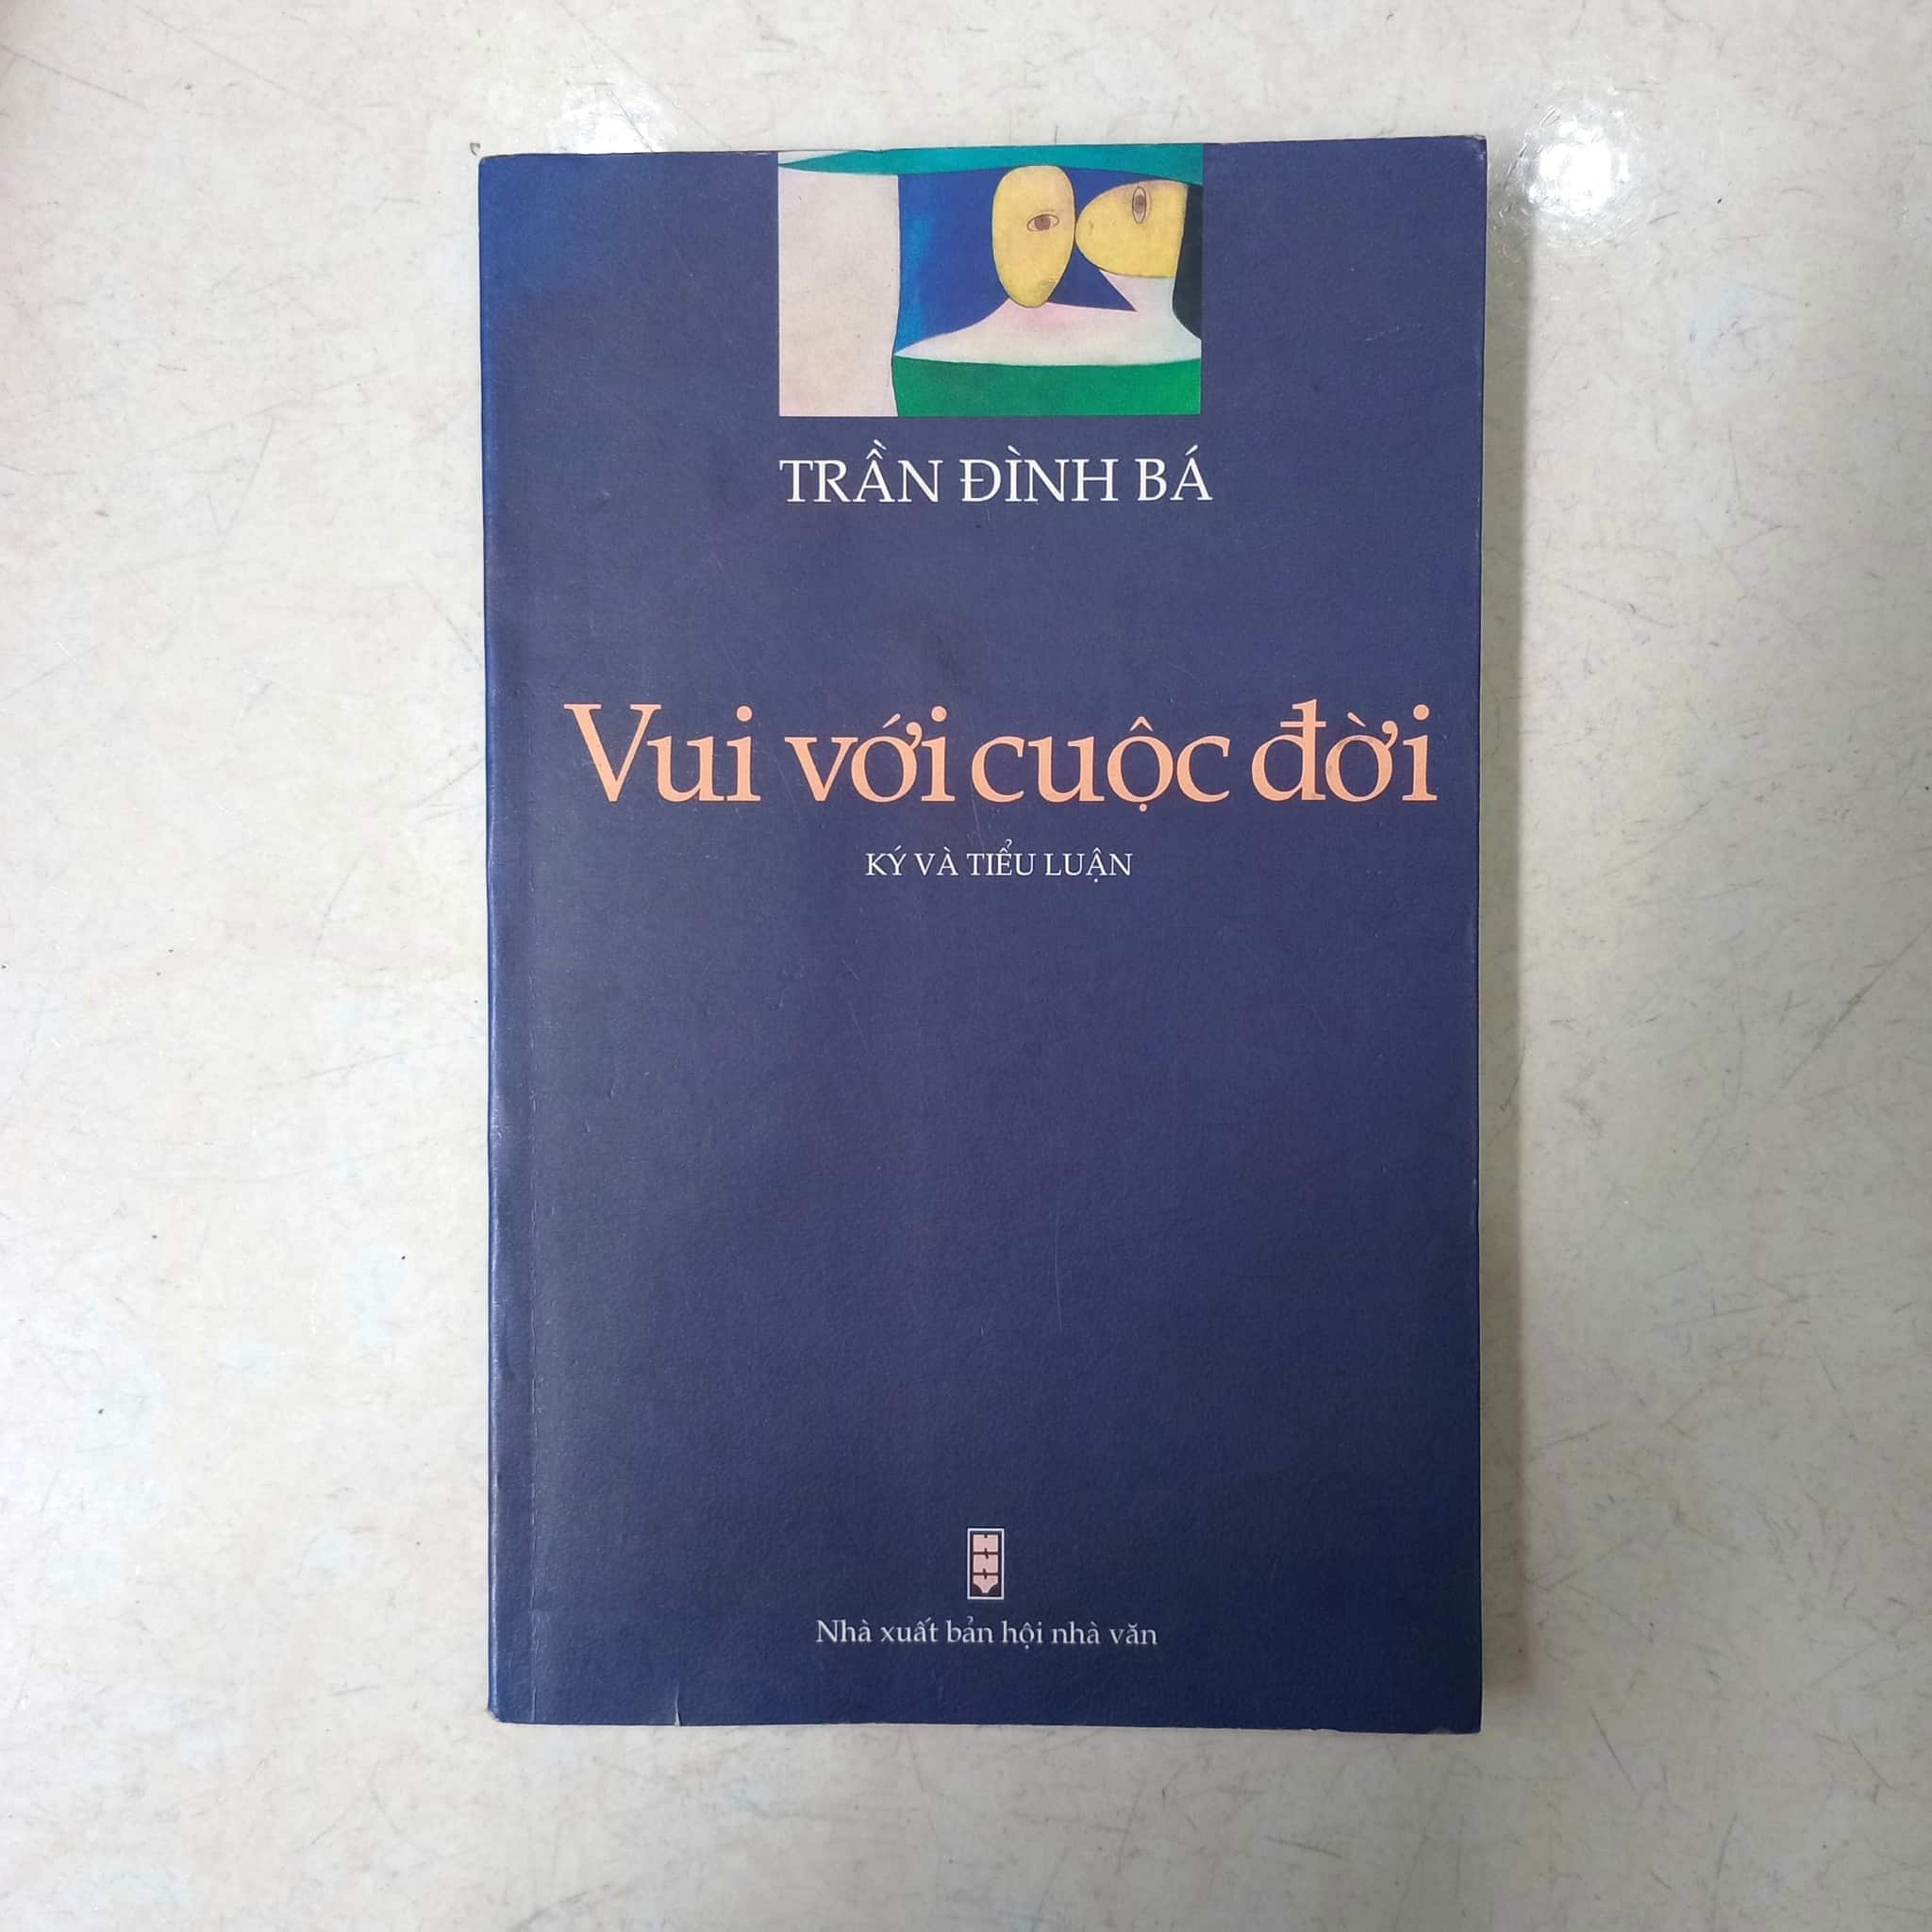 TRẦN ĐÌNH BÁ
Vui với cuộc đời
KÝ VÀ TIỂU LUẬN
Nhà xuất bản hội nhà văn